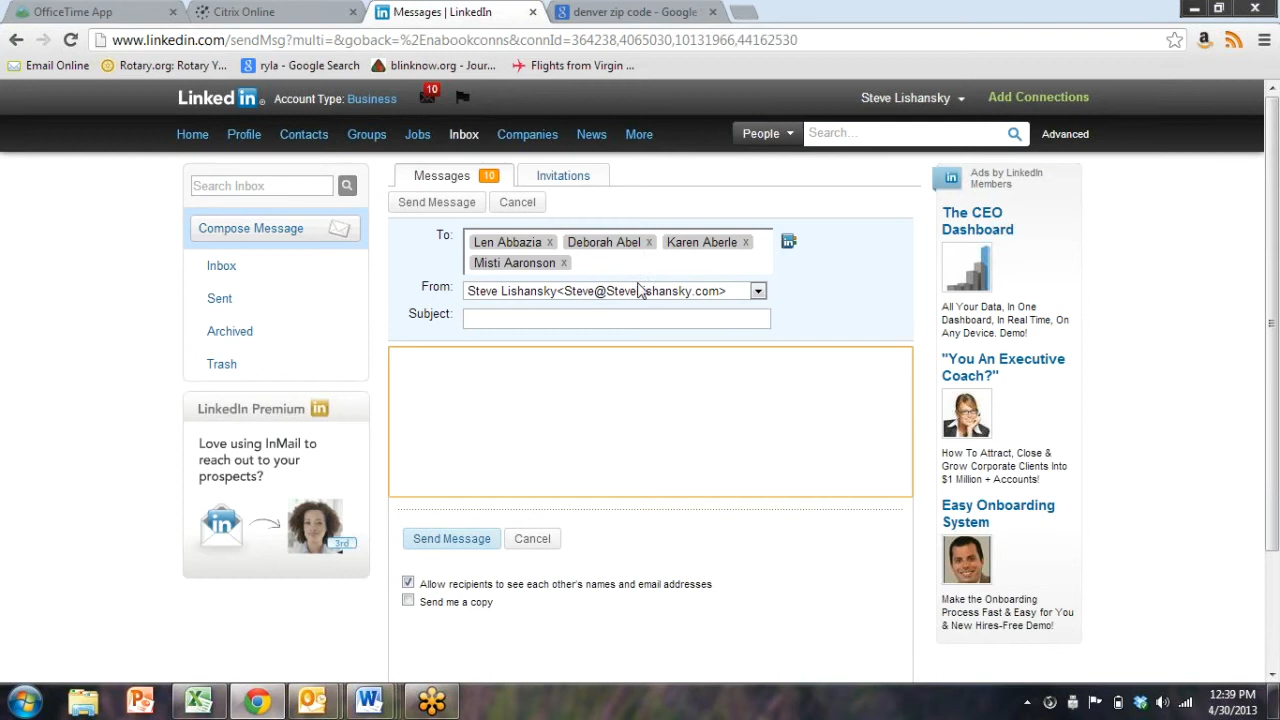 OfficeTime App
Citrix Online
Messages | LinkedIn
denver zip code - Google
www.linkedin.com/sendMsg?multi=&goback=%2Enabookcnns&connId=364238,4065030,10131966,44162530
Email Online
Rotary.org: Rotary Y...
ryla - Google Search
blinknow.org - Jour...
Flights from Virgin ...
Linked in
Account Type: Business
10
Steve Lishansky
Add Connections
Home
Profile
Contacts
Groups
Jobs
Inbox
Companies
News
More
People
Search...
Advanced
Search Inbox
Compose Message
Inbox
Sent
Archived
Trash
LinkedIn Premium in
Love using InMail to
reach out to your
prospects?
in
3rd
Messages 10
Invitations
Send Message
Cancel
To:
Len Abbazia x
Deborah Abel x
Karen Aberle x
Misti Aaronson x
From:
Subject:
Send Message
Cancel
Allow recipients to see each other's names and email addresses
Send me a copy
in
Ads by LinkedIn
Members
The CEO
Dashboard
All Your Data, In One
Dashboard, In Real Time, On
Any Device. Demo!
"You An Executive
Coach?"
How To Attract, Close &
Grow Corporate Clients Into
$1 Million + Accounts!
Easy Onboarding
System
Make the Onboarding
Process Fast & Easy for You
& New Hires-Free Demo!
12:39 PM
4/30/2013